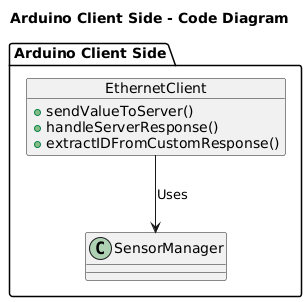 Arduino Client Side - Code Diagram
Arduino Client Side
EthernetClient
sendValueToServer()
handleServerResponse()
extractIDFromCustomResponse()
Uses
C SensorManager